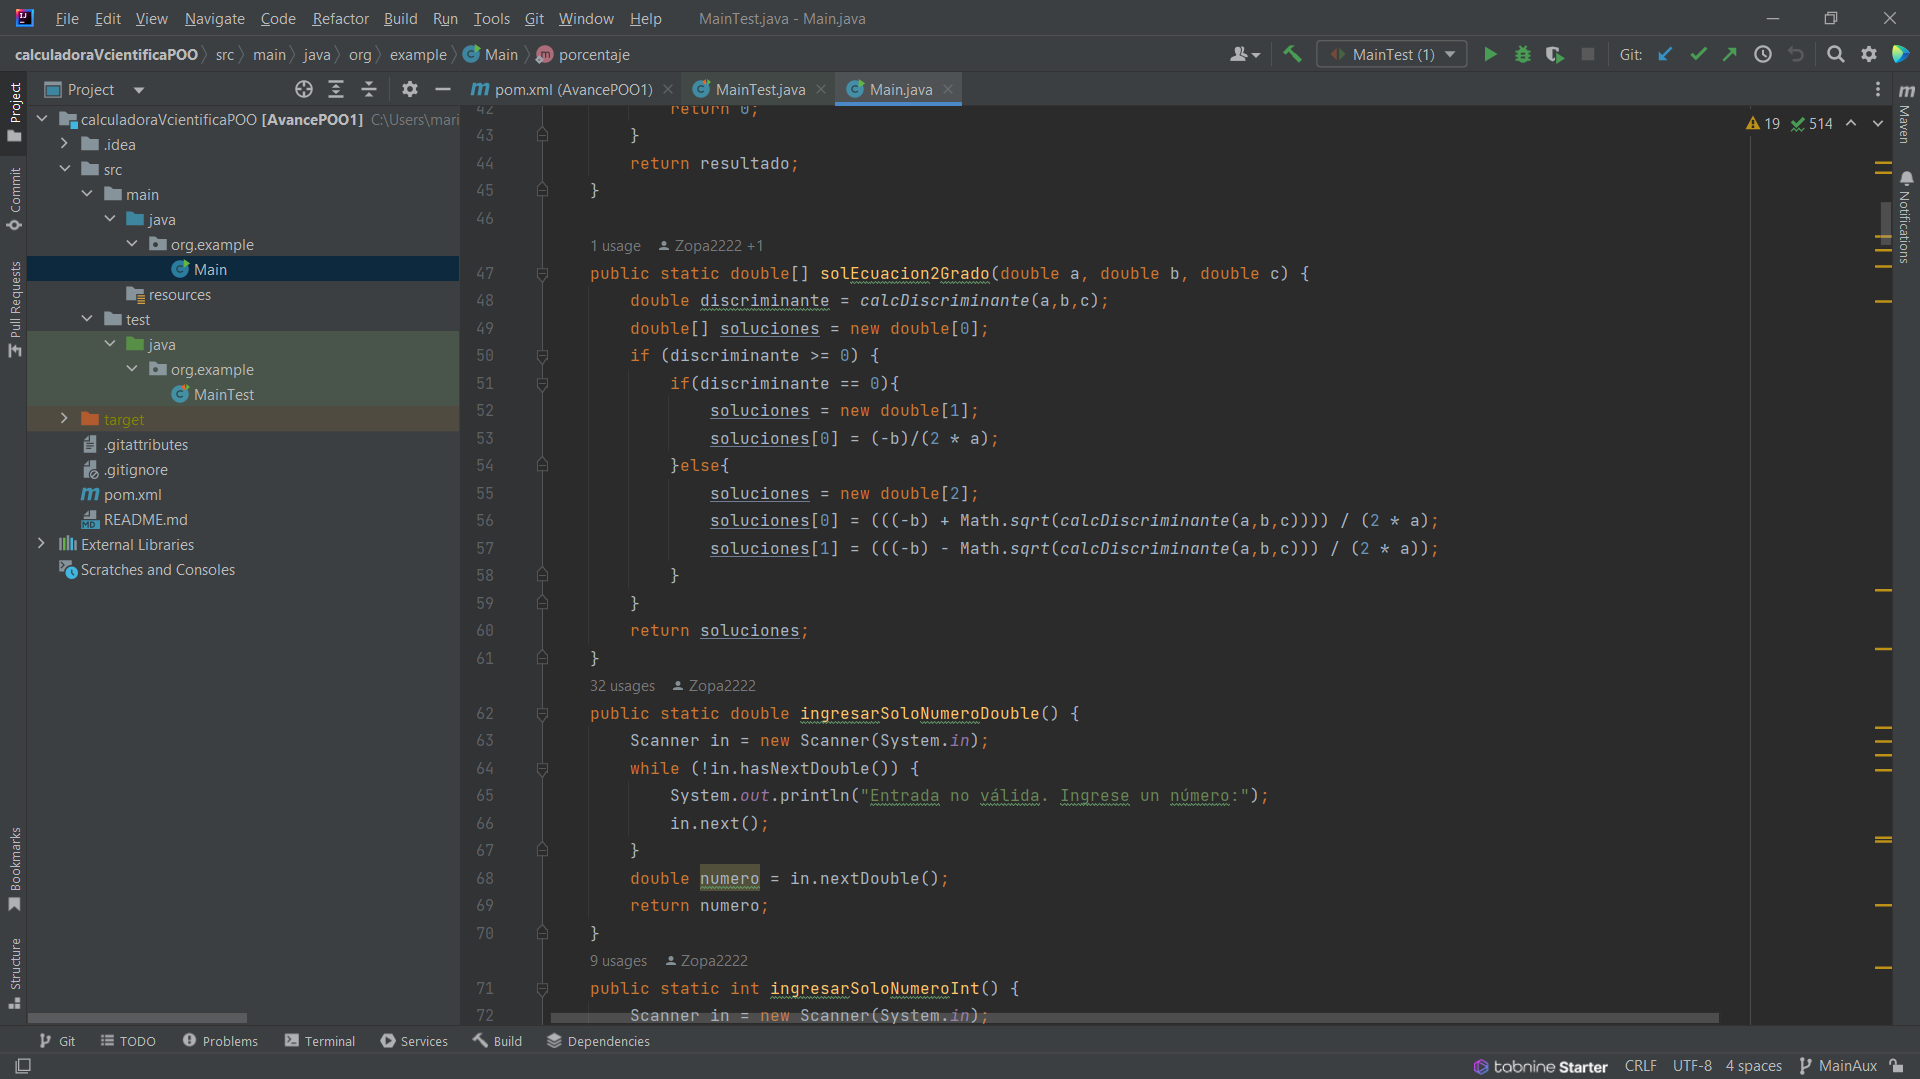 File Edit View Navigate Code Refactor Build Run Tools Git Window Help MainTest.java - Main.java
calculadoraVcientificaPOO src main java org example Main porcentaje MainTest (1) Git:
Project pom.xml (AvancePOO1) MainTest.java Main.java
calculadoraVcientificaPOO [AvancePOO1] C:\Users\mari
.idea
src
main
java
org.example
Main
resources
test
java
org.example
MainTest
target
.gitattributes
.gitignore
pom.xml
README.md
External Libraries
Scratches and Consoles
Project
Commit
Pull Requests
Bookmarks
Structure
19 514
42 return 0;
43 }
44 return resultado;
45 }
46
1 usage Zopa2222 +1
47 public static double[] solEcuacion2Grado(double a, double b, double c) {
48 double discriminante = calcDiscriminante(a,b,c);
49 double[] soluciones = new double[0];
50 if (discriminante >= 0) {
51 if(discriminante == 0){
52 soluciones = new double[1];
53 soluciones[0] = (-b)/(2 * a);
54 }else{
55 soluciones = new double[2];
56 soluciones[0] = (((-b) + Math.sqrt(calcDiscriminante(a,b,c)))) / (2 * a);
57 soluciones[1] = (((-b) - Math.sqrt(calcDiscriminante(a,b,c))) / (2 * a));
58 }
59 }
60 return soluciones;
61 }
32 usages Zopa2222
62 public static double ingresarSoloNumeroDouble() {
63 Scanner in = new Scanner(System.in);
64 while (!in.hasNextDouble()) {
65 System.out.println("Entrada no válida. Ingrese un número:");
66 in.next();
67 }
68 double numero = in.nextDouble();
69 return numero;
70 }
9 usages Zopa2222
71 public static int ingresarSoloNumeroInt() {
72 Scanner in = new Scanner(System.in);
Maven
Notifications
Git TODO Problems Terminal Services Build Dependencies
tabnine Starter CRLF UTF-8 4 spaces MainAux